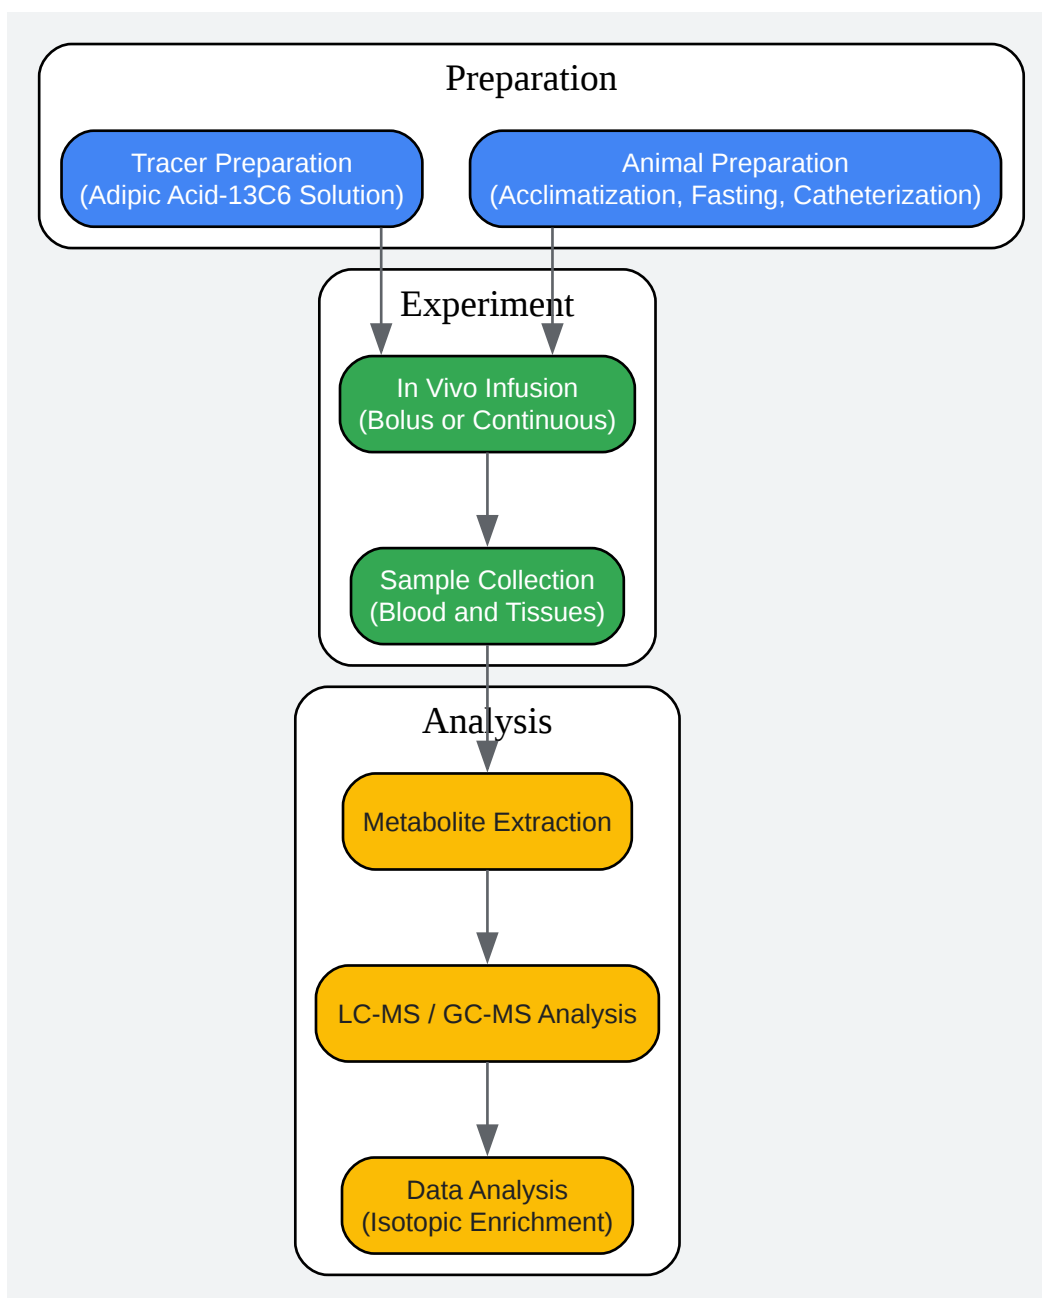 Preparation
Tracer Preparation
(Adipic Acid-13C6 Solution)
Animal Preparation
(Acclimatization, Fasting, Catheterization)
Experiment
In Vivo Infusion
(Bolus or Continuous)
Sample Collection
(Blood and Tissues)
Analysis
Metabolite Extraction
LC-MS / GC-MS Analysis
Data Analysis
(Isotopic Enrichment)